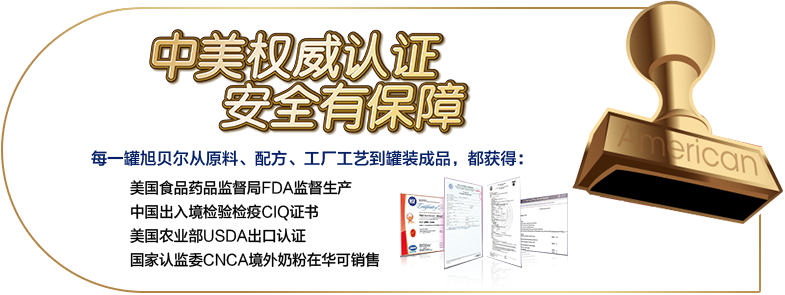 中美权威认证
安全有保障
每一罐旭贝尔从原料、配方、工厂工艺到罐装成品，都获得：
美国食品药品监督局FDA监督生产
中国出入境检验检疫CIQ证书
美国农业部USDA出口认证
国家认监委CNCA境外奶粉在华可销售
American
NSF